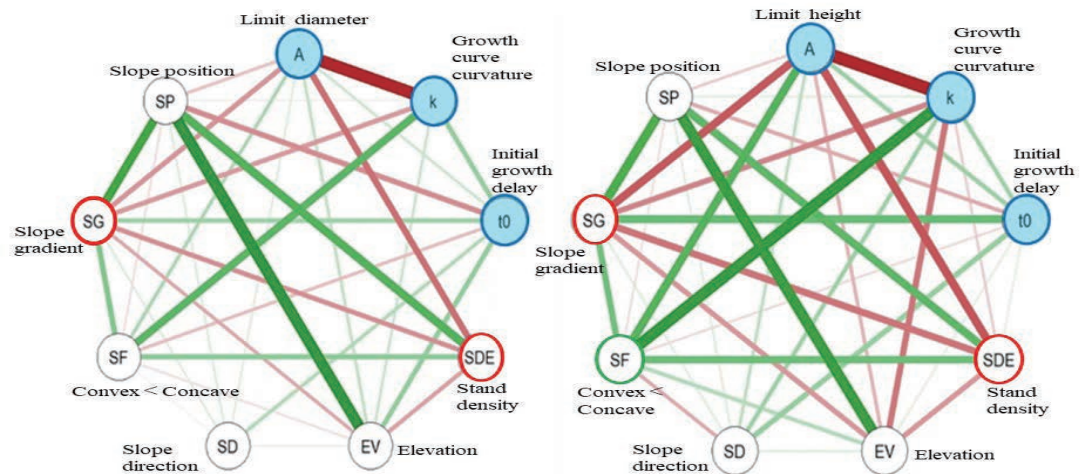 Limit diameter
A
Growth
curve
curvature
k
Slope position
SP
Initial
growth
delay
t0
SG
Slope
gradient
SF
Convex < Concave
SDE
Stand
density
Slope
direction
SD
EV
Elevation
Limit height
A
Growth curve
curvature
k
Slope position
SP
Initial
growth
delay
t0
SG
Slope
gradient
SF
Convex <
Concave
SDE
Stand
density
Slope
direction
SD
EV
Elevation